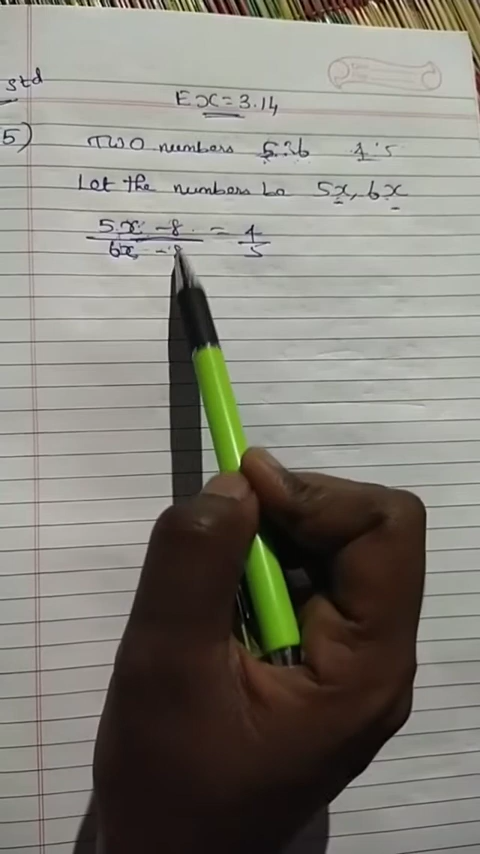 std
Ex=3.14
5) Two numbers 5:6 4:5
Let the numbers be 5x, 6x
5x - 8 = 4
6x - 8 5